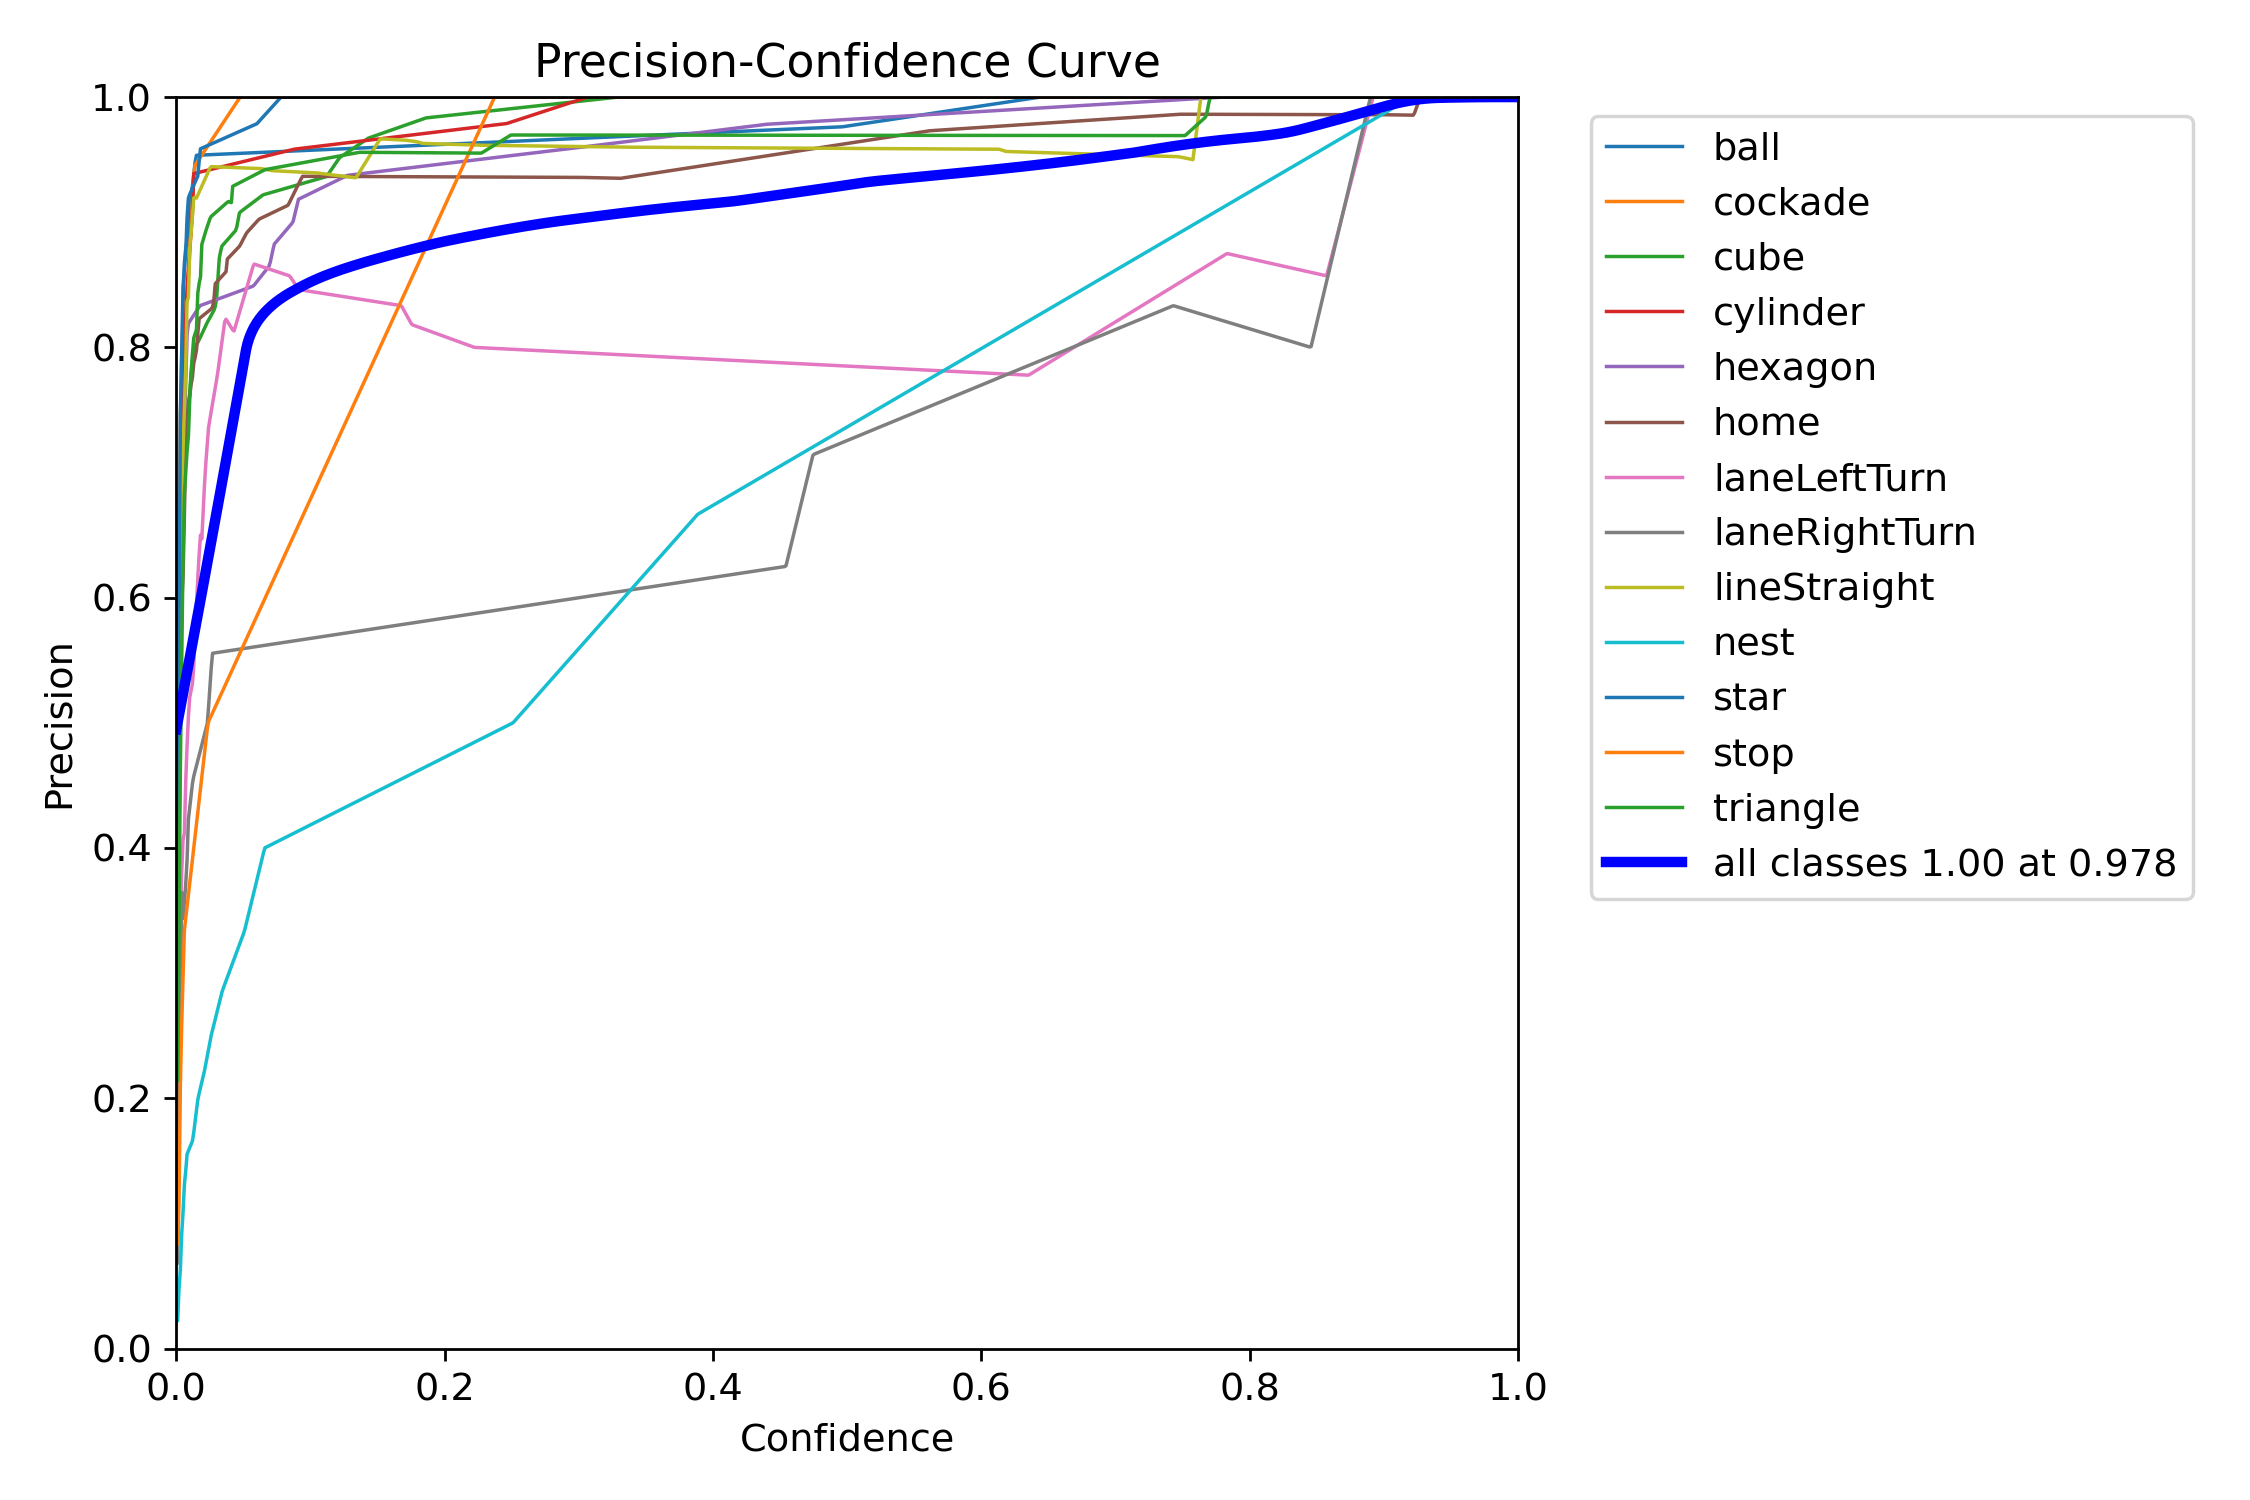 Precision-Confidence Curve
1.0
0.8
0.6
0.4
0.2
0.0
Precision
0.0 0.2 0.4 0.6 0.8 1.0
Confidence
ball
cockade
cube
cylinder
hexagon
home
laneLeftTurn
laneRightTurn
lineStraight
nest
star
stop
triangle
all classes 1.00 at 0.978